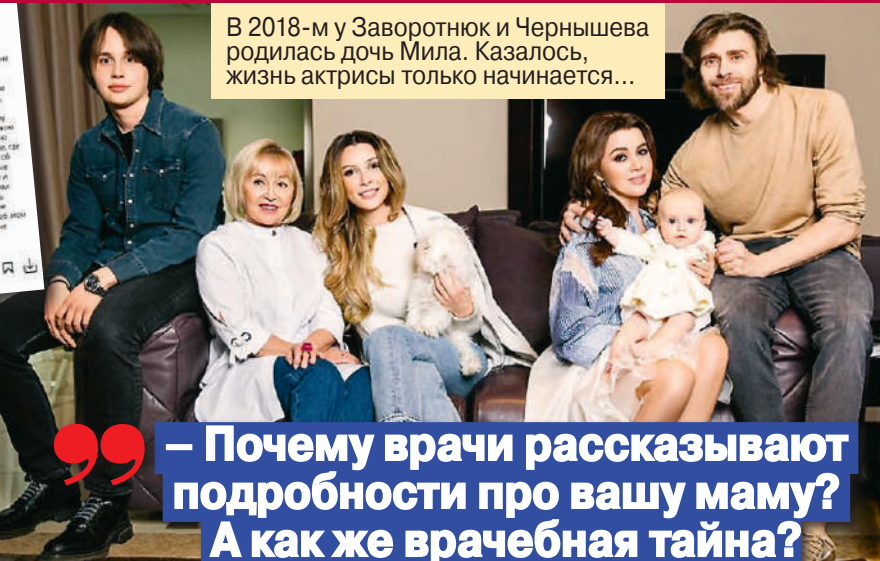 В 2018-м у Заворотнюк и Чернышева
родилась дочь Мила. Казалось,
жизнь актрисы только начинается...
– Почему врачи рассказывают
подробности про вашу маму?
А как же врачебная тайна?